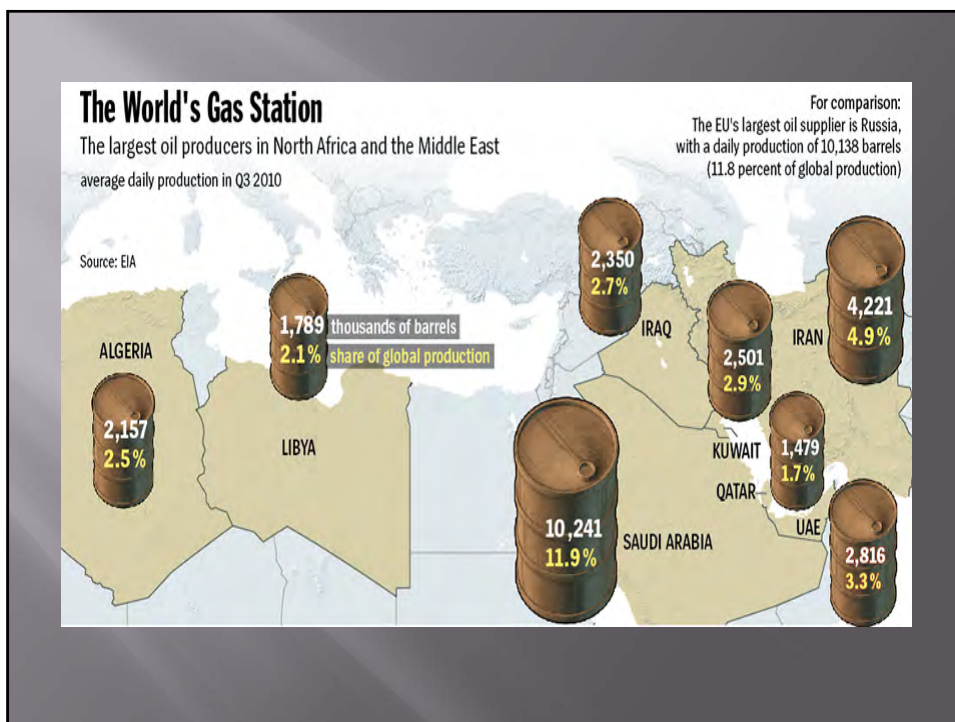 The World's Gas Station
The largest oil producers in North Africa and the Middle East
average daily production in Q3 2010
For comparison:
The EU's largest oil supplier is Russia,
with a daily production of 10,138 barrels
(11.8 percent of global production)
Source: EIA
ALGERIA
2,157
2.5%
1,789 thousands of barrels
2.1% share of global production
LIBYA
2,350
2.7%
IRAQ
2,501
2.9%
KUWAIT
IRAN
4,221
4.9%
1,479
1.7%
QATAR
10,241
11.9%
SAUDI ARABIA
UAE
2,816
3.3%